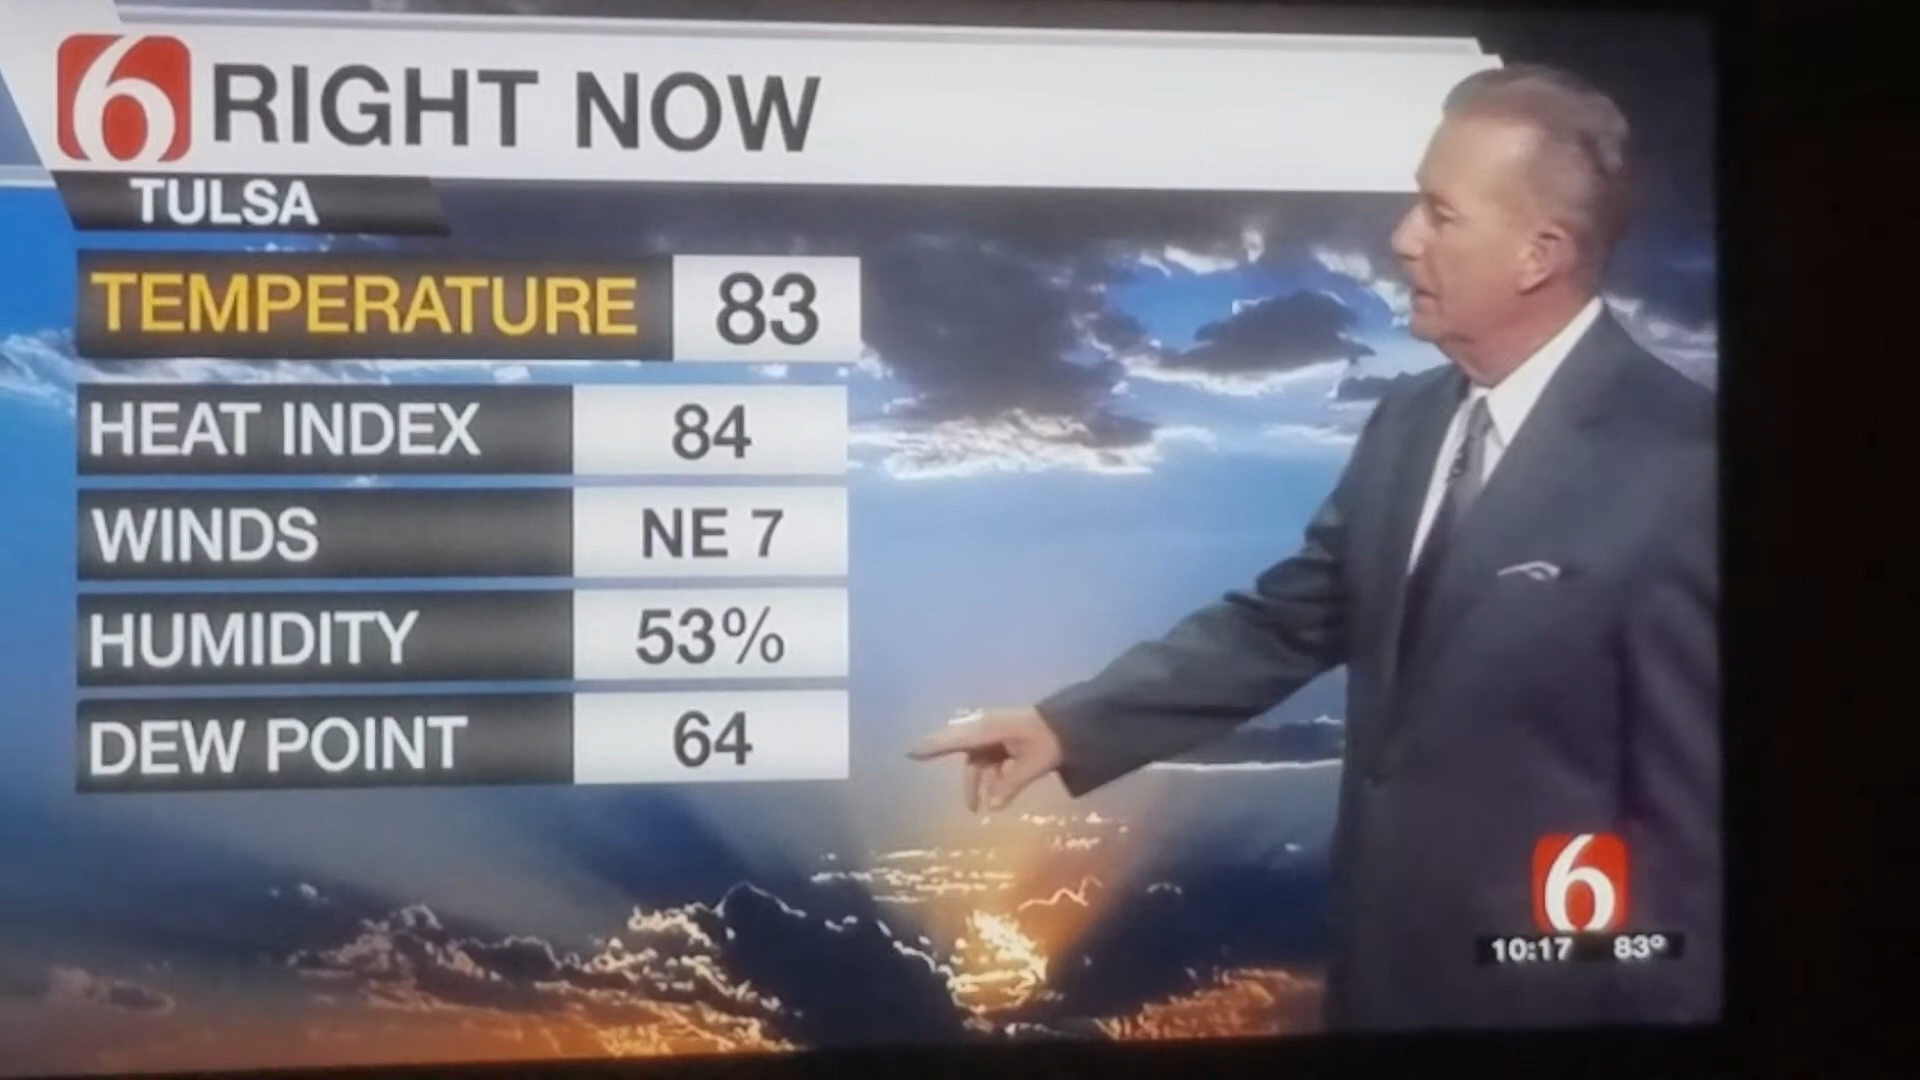 6 RIGHT NOW
TULSA
TEMPERATURE 83
HEAT INDEX 84
WINDS NE 7
HUMIDITY 53%
DEW POINT 64
6
10:17 83°